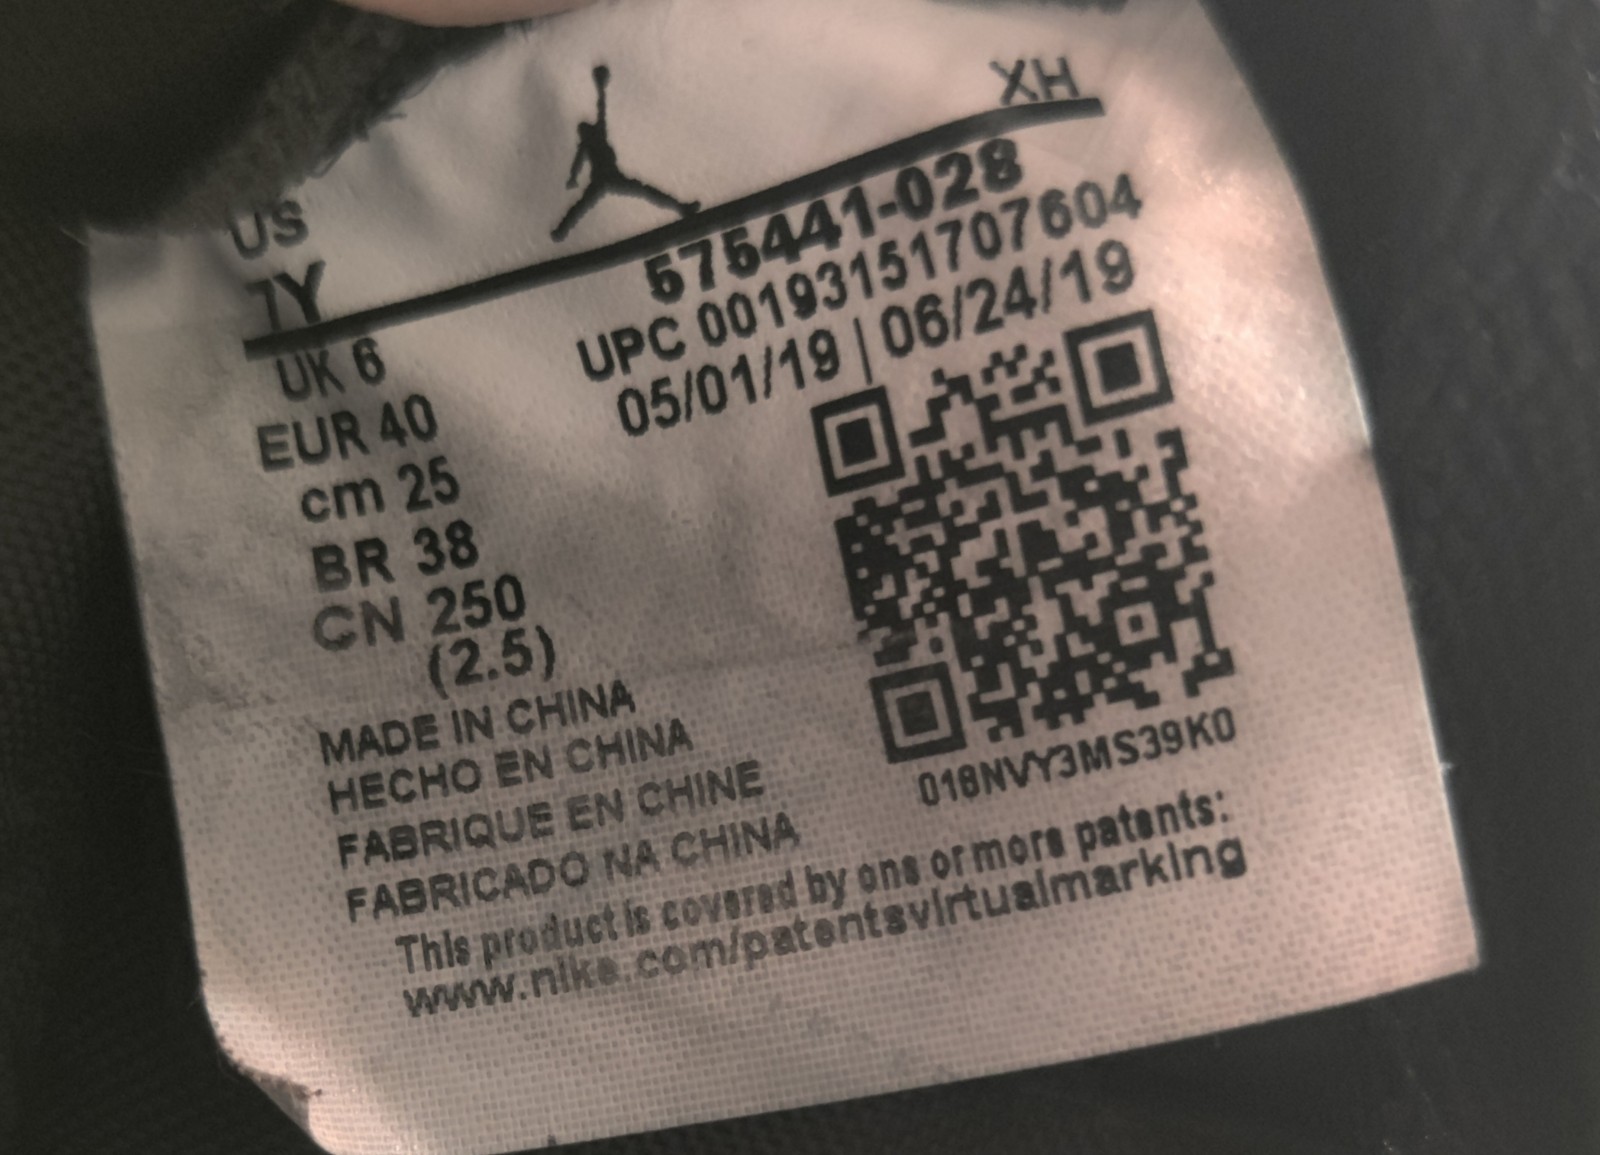 XH
US
7Y
575441-028
UPC 00193151707604
05/01/19 | 06/24/19
UK 6
EUR 40
cm 25
BR 38
CN 250
(2.5)
MADE IN CHINA
HECHO EN CHINA
FABRIQUE EN CHINE
FABRICADO NA CHINA
018NVY3MS39K0
This product is covered by one or more patents:
www.nike.com/patentsvirtualmarking